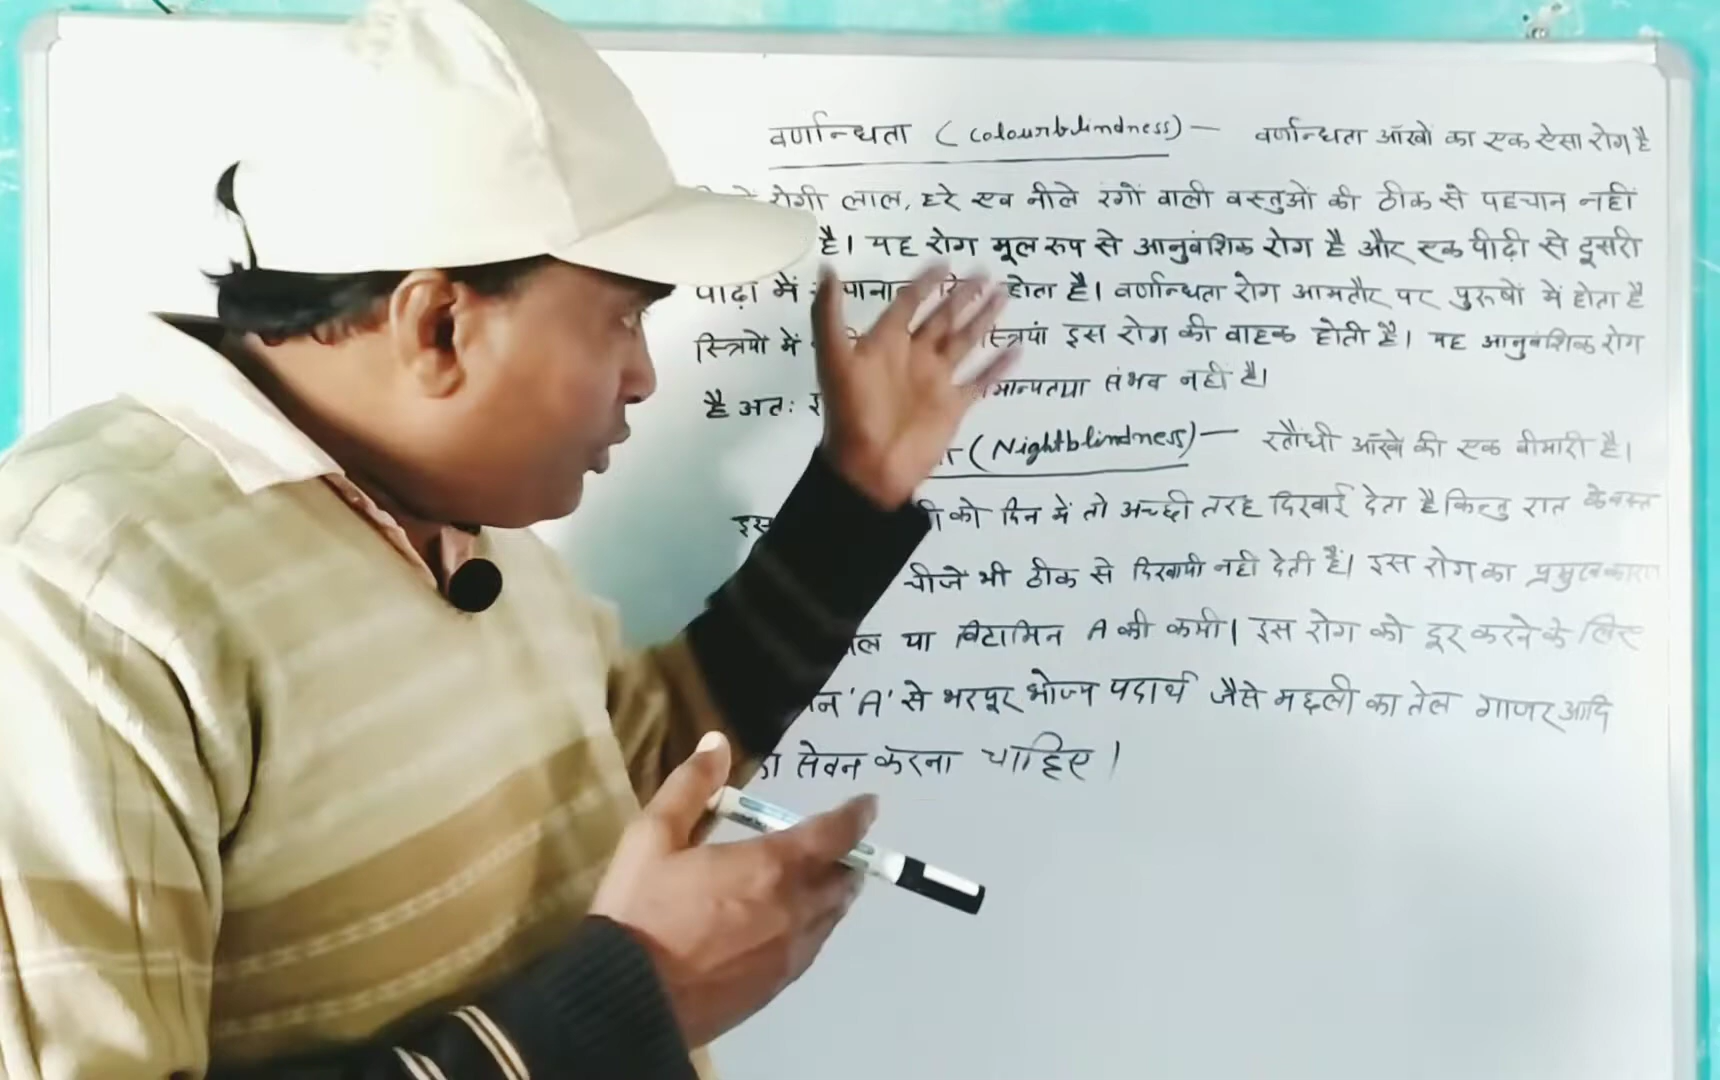 वर्णान्धता (Colourblindness) — वर्णान्धता आँखों का एक ऐसा रोग है
रोगी लाल, हरे एव नीले रंगों वाली वस्तुओं की ठीक से पहचान नहीं
है। यह रोग मूल रूप से आनुवंशिक रोग है और एक पीढ़ी से दूसरी
पीढ़ी में होता है। वर्णान्धता रोग आमतौर पर पुरूषों में होता है
स्त्रियों में स्त्रियां इस रोग की वाहक होती है। यह आनुवंशिक रोग
है अतः संभव नहीं है।
(Nightblindness) — रतौंधी आँखे की एक बीमारी है।
को दिन में तो अच्छी तरह दिखाई देता है किन्तु रात के वक्त
चीजें भी ठीक से दिखायी नही देती हैं। इस रोग का प्रमुख कारण
या विटामिन A की कमी। इस रोग को दूर करने के लिए
'A' से भरपूर भोज्य पदार्थ जैसे मछली का तेल गाजर आदि
सेवन करना चाहिए।